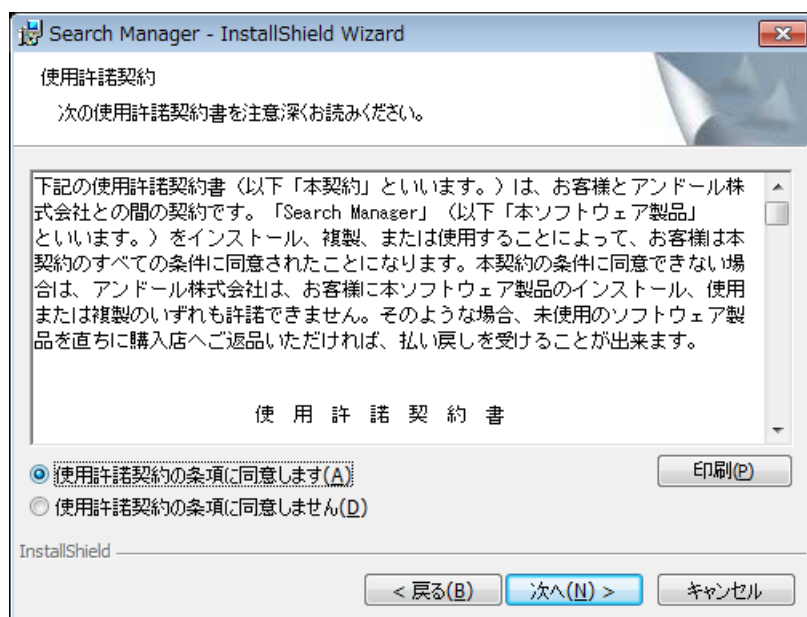 Search Manager - InstallShield Wizard
使用許諾契約
次の使用許諾契約書を注意深くお読みください。
下記の使用許諾契約書（以下「本契約」といいます。）は、お客様とアンドール株
式会社との間の契約です。「Search Manager」（以下「本ソフトウェア製品」
といいます。）をインストール、複製、または使用することによって、お客様は本
契約のすべての条件に同意されたことになります。本契約の条件に同意できない場
合は、アンドール株式会社は、お客様に本ソフトウェア製品のインストール、使用
または複製のいずれも許諾できません。そのような場合、未使用のソフトウェア製
品を直ちに購入店へご返品いただければ、払い戻しを受けることが出来ます。
使 用 許 諾 契 約 書
使用許諾契約の条項に同意します(A)
印刷(P)
使用許諾契約の条項に同意しません(D)
InstallShield
< 戻る(B)
次へ(N) >
キャンセル